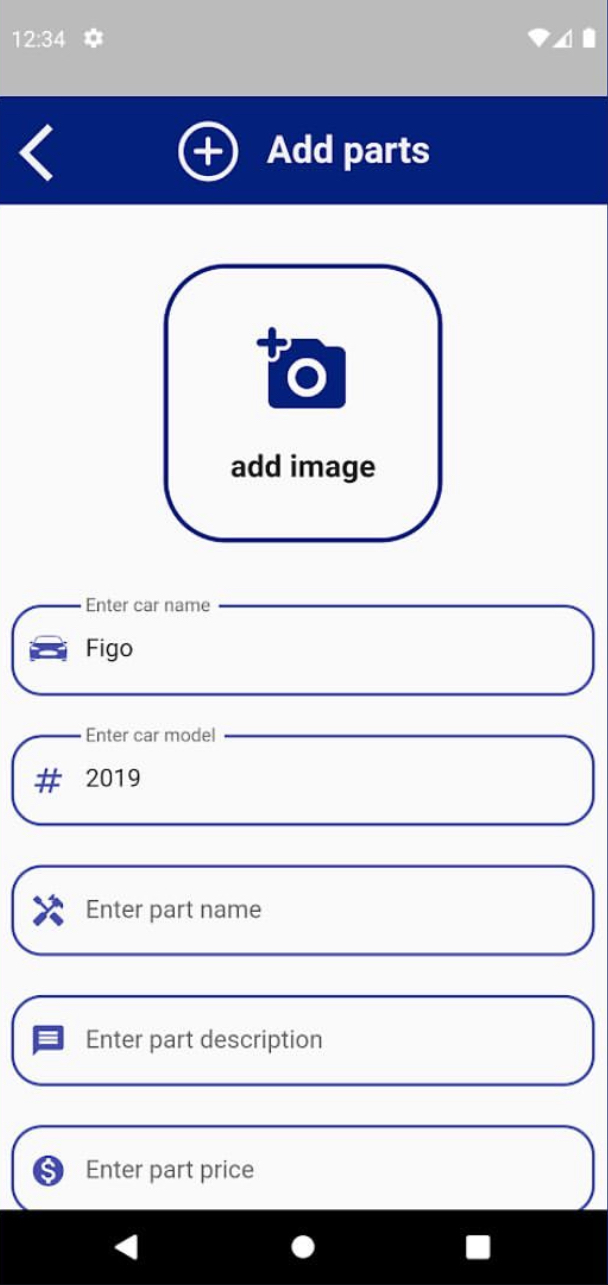 12:34
Add parts
add image
Enter car name
Figo
Enter car model
# 2019
Enter part name
Enter part description
$ Enter part price